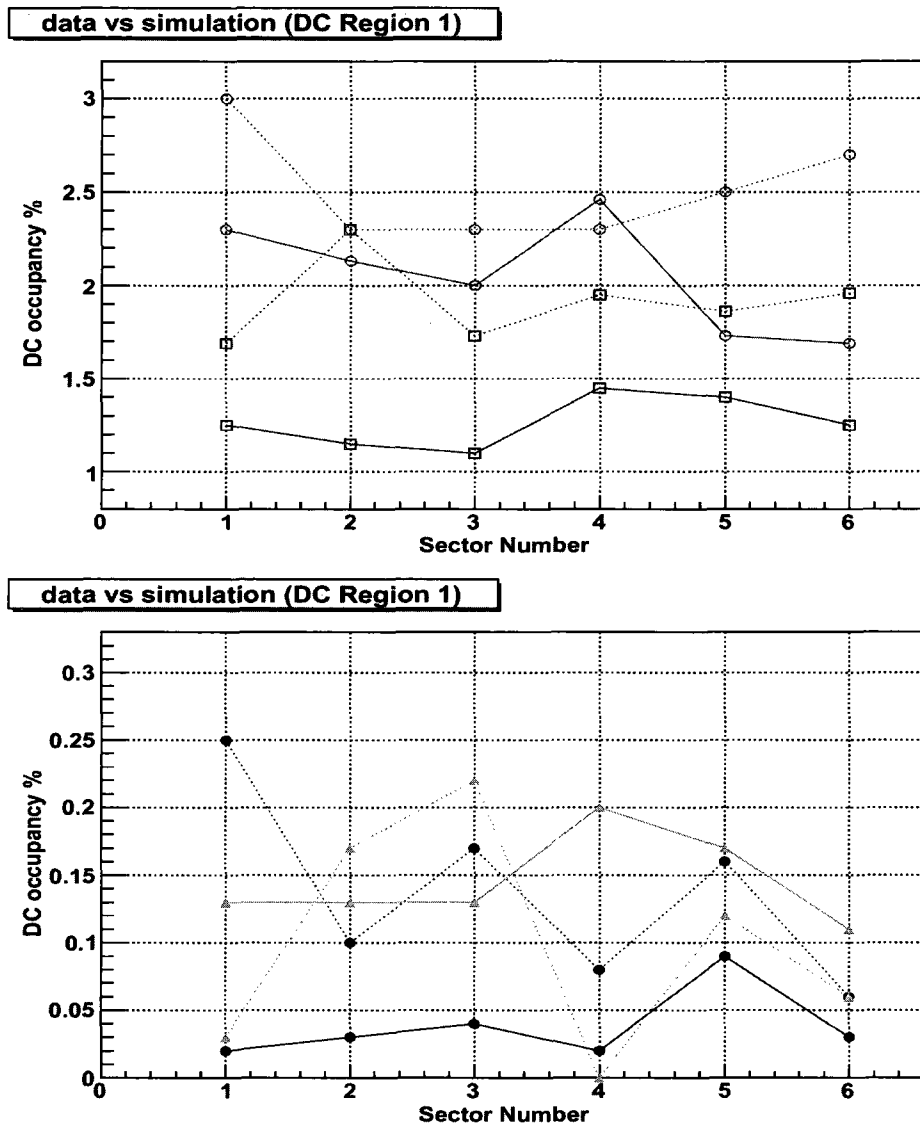 data vs simulation (DC Region 1)
3
2.5
2
1.5
1
DC occupancy %
0 1 2 3 4 5 6
Sector Number
data vs simulation (DC Region 1)
0.3
0.25
0.2
0.15
0.1
0.05
0
DC occupancy %
0 1 2 3 4 5 6
Sector Number